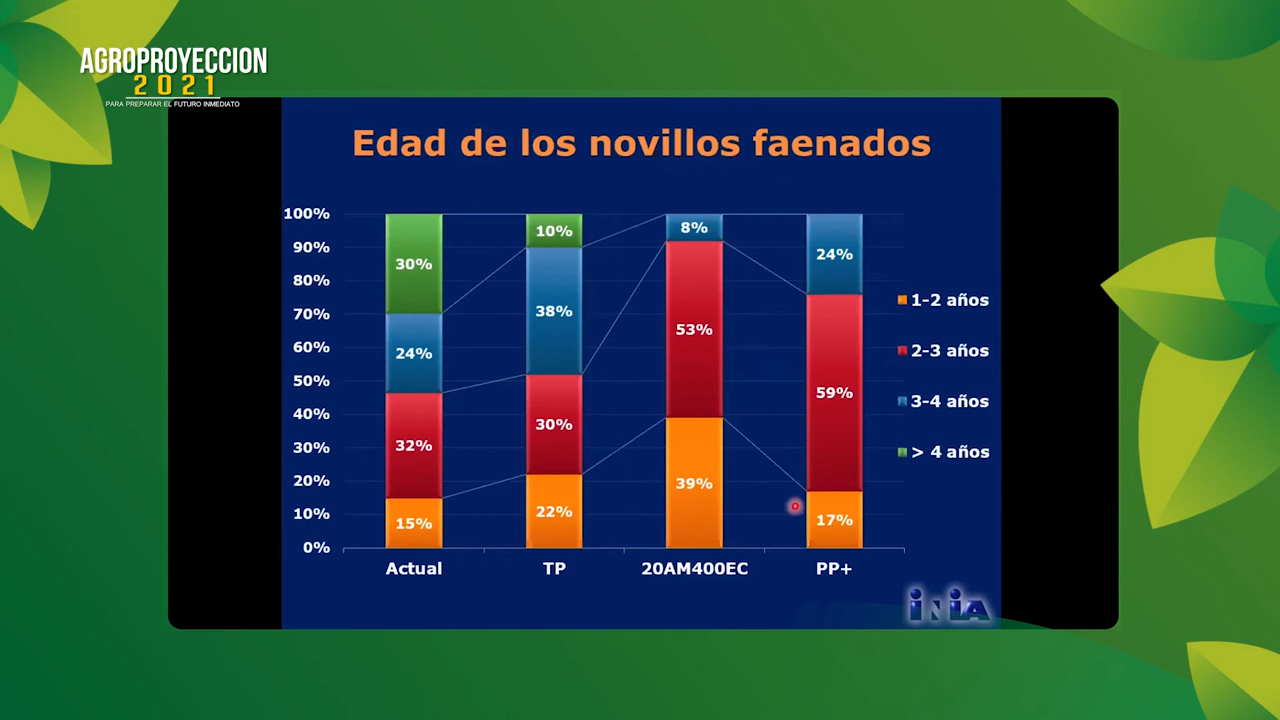 AGROPROYECCION
2021
PARA PREPARAR EL FUTURO INMEDIATO
Edad de los novillos faenados
100%
90%
80%
70%
60%
50%
40%
30%
20%
10%
0%
30%
24%
32%
15%
10%
38%
30%
22%
8%
53%
39%
24%
59%
17%
Actual
TP
20AM400EC
PP+
1-2 años
2-3 años
3-4 años
> 4 años
iNiA